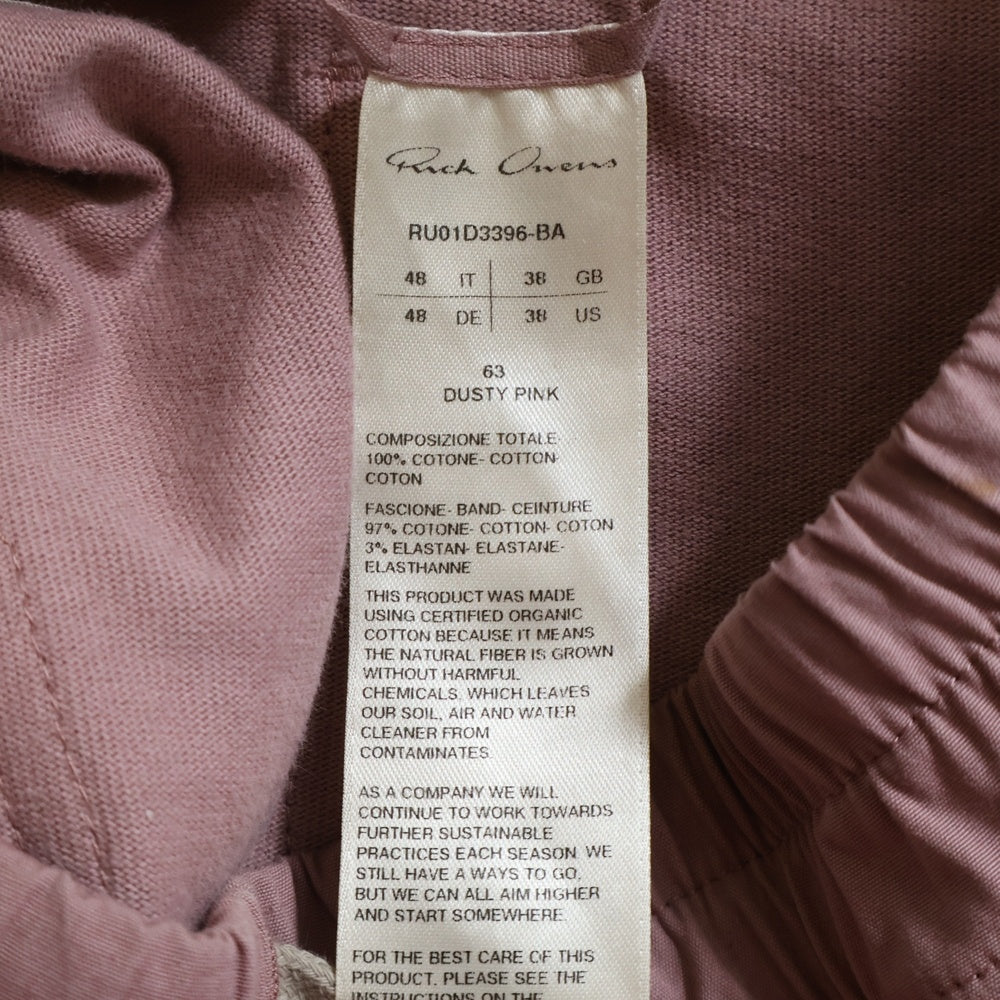 Rick Owens
RU01D3396-BA
48 IT 38 GB
48 DE 38 US
63
DUSTY PINK
COMPOSIZIONE TOTALE
100% COTONE- COTTON-
COTON
FASCIONE- BAND- CEINTURE
97% COTONE- COTTON- COTON
3% ELASTAN- ELASTANE-
ELASTHANNE
THIS PRODUCT WAS MADE
USING CERTIFIED ORGANIC
COTTON BECAUSE IT MEANS
THE NATURAL FIBER IS GROWN
WITHOUT HARMFUL
CHEMICALS, WHICH LEAVES
OUR SOIL, AIR AND WATER
CLEANER FROM
CONTAMINATES.
AS A COMPANY WE WILL
CONTINUE TO WORK TOWARDS
FURTHER SUSTAINABLE
PRACTICES EACH SEASON. WE
STILL HAVE A WAYS TO GO,
BUT WE CAN ALL AIM HIGHER
AND START SOMEWHERE.
FOR THE BEST CARE OF THIS
PRODUCT, PLEASE SEE THE
INSTRUCTIONS ON THE